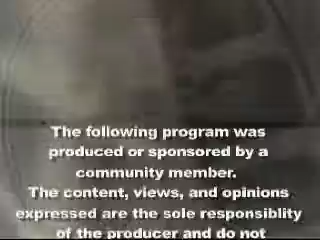 The following program was
produced or sponsored by a
community member.
The content, views, and opinions
expressed are the sole responsiblity
of the producer and do not